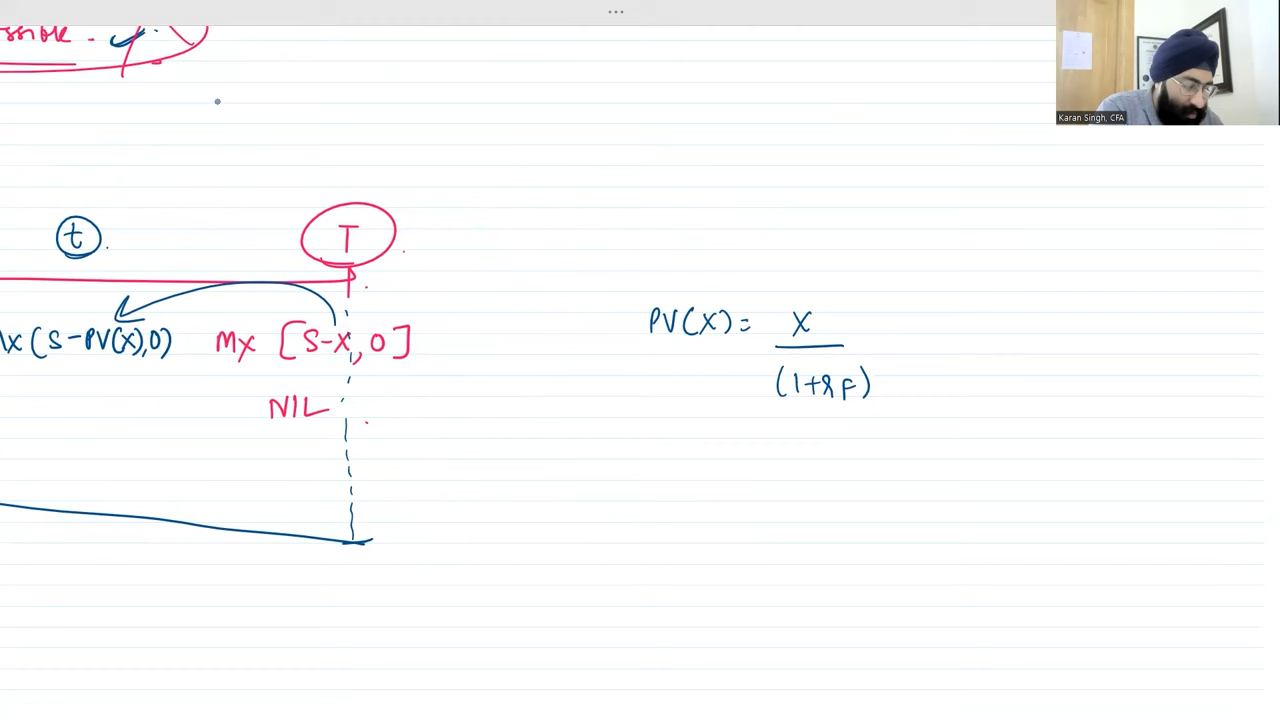 Karan Singh, CFA
t
T
(S-PV(X),0)
Mx [S-X, 0]
NIL
PV(X) = X
(1+rF)